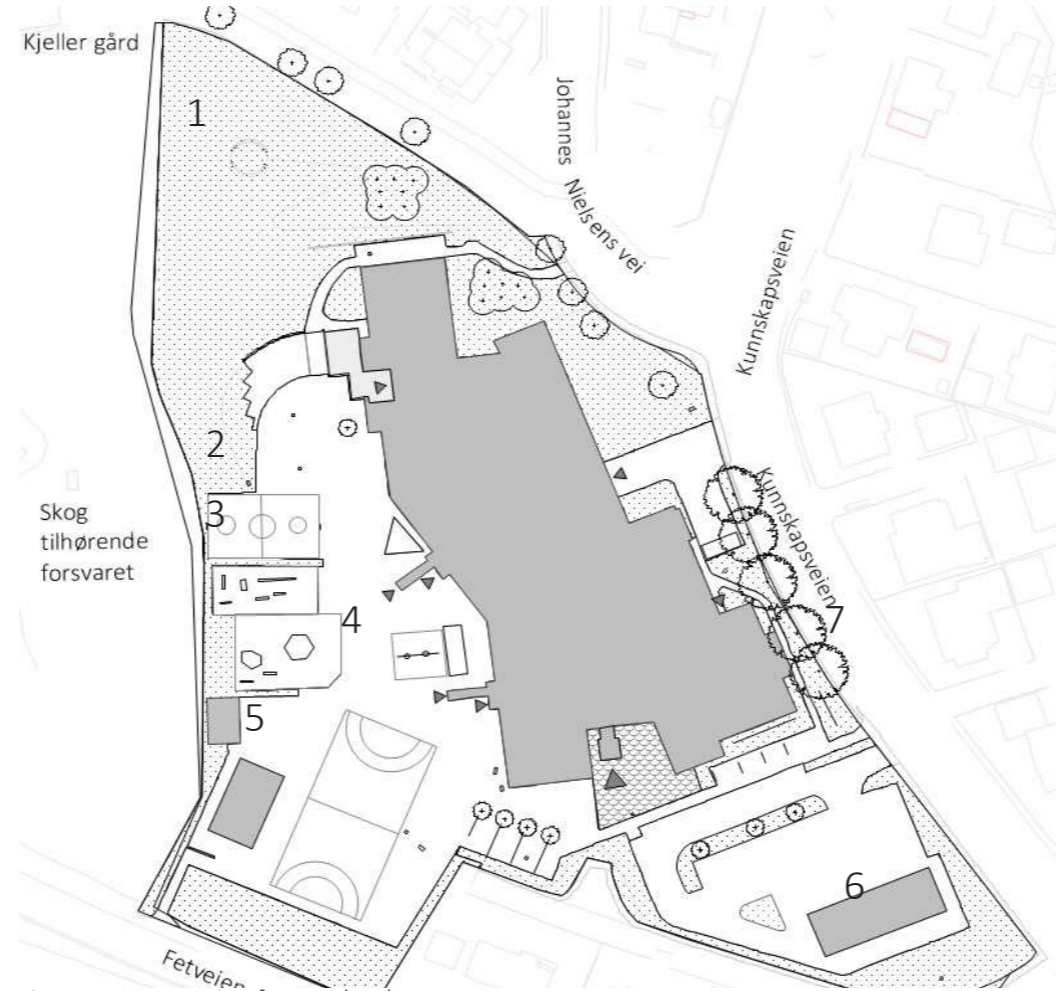 Kjeller gård
1
Johannes Nielsens vei
Kunnskapsveien
2
Skog
tilhørende
forsvaret
3
Kunnskapsveien
4
7
5
6
Fetveien